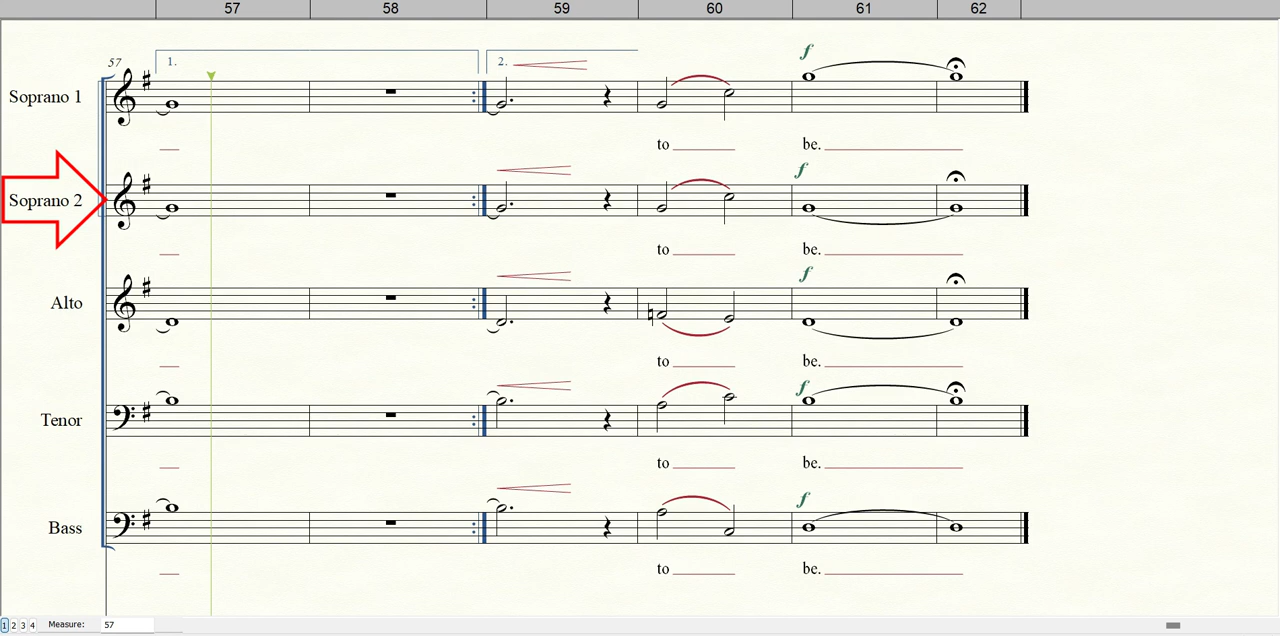 57 58 59 60 61 62
57 1. 2. f
Soprano 1
to be.
f
Soprano 2
to be.
f
Alto
to be.
f
Tenor
to be.
f
Bass
to be.
1 2 3 4 Measure: 57